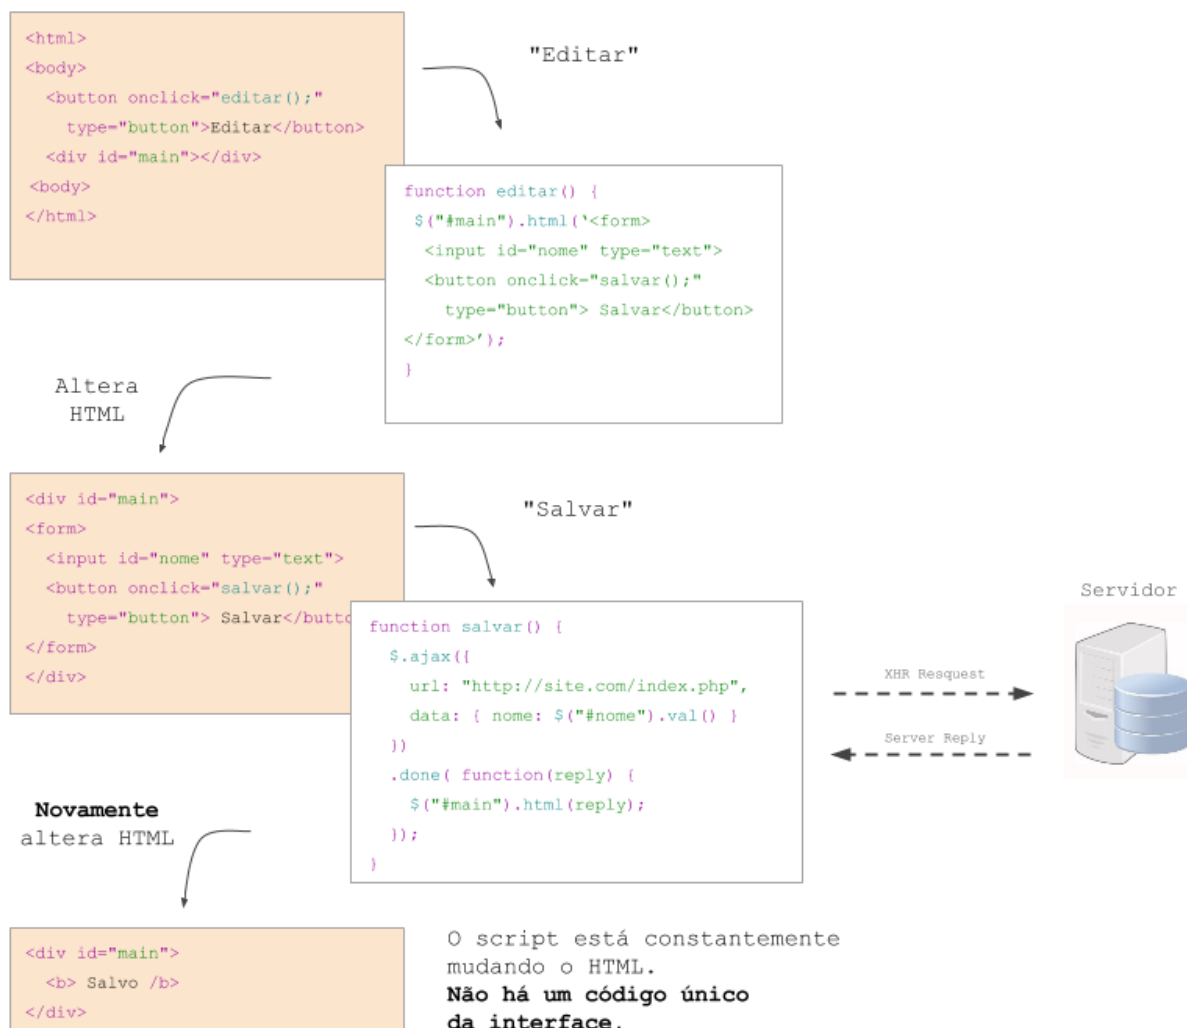 <html>
<body>
<button onclick="editar();"
type="button">Editar</button>
<div id="main"></div>
<body>
</html>
"Editar"
function editar() {
$("#main").html(‘<form>
<input id="nome" type="text">
<button onclick="salvar();"
type="button"> Salvar</button>
</form>’);
}
Altera
HTML
<div id="main">
<form>
<input id="nome" type="text">
<button onclick="salvar();"
type="button"> Salvar</butto
</form>
</div>
"Salvar"
function salvar() {
$.ajax({
url: "http://site.com/index.php",
data: { nome: $("#nome").val() }
})
.done( function(reply) {
$("#main").html(reply);
});
}
Servidor
XHR Resquest
Server Reply
Novamente
altera HTML
<div id="main">
<b> Salvo /b>
</div>
O script está constantemente
mudando o HTML.
Não há um código único
da interface.